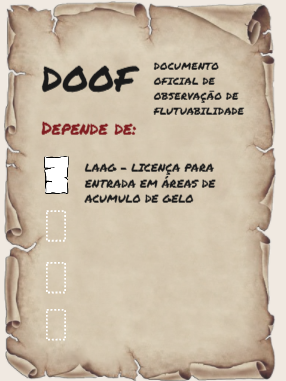 DOOF
DOCUMENTO
OFICIAL DE
OBSERVAÇÃO DE
FLUTUABILIDADE
DEPENDE DE:
LAAG - LICENÇA PARA
ENTRADA EM ÁREAS DE
ACUMULO DE GELO